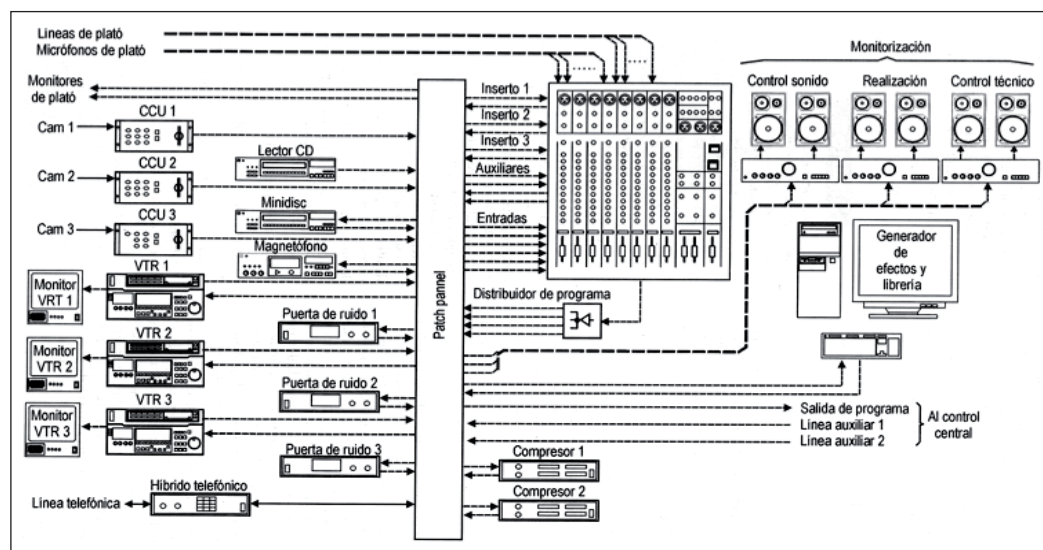 Líneas de plató
Micrófonos de plató
Monitores
de plató
Cam 1
CCU 1
Cam 2
CCU 2
Cam 3
CCU 3
Lector CD
Minidisc
Magnetófono
VTR 1
Monitor
VRT 1
VTR 2
Monitor
VTR 2
VTR 3
Monitor
VTR 3
Puerta de ruido 1
Puerta de ruido 2
Puerta de ruido 3
Línea telefónica
Híbrido telefónico
Patch pannel
Inserto 1
Inserto 2
Inserto 3
Auxiliares
Entradas
Distribuidor de programa
Monitorización
Control sonido
Realización
Control técnico
Generador
de
efectos y
librería
Salida de programa
Línea auxiliar 1
Línea auxiliar 2
Al control
central
Compresor 1
Compresor 2